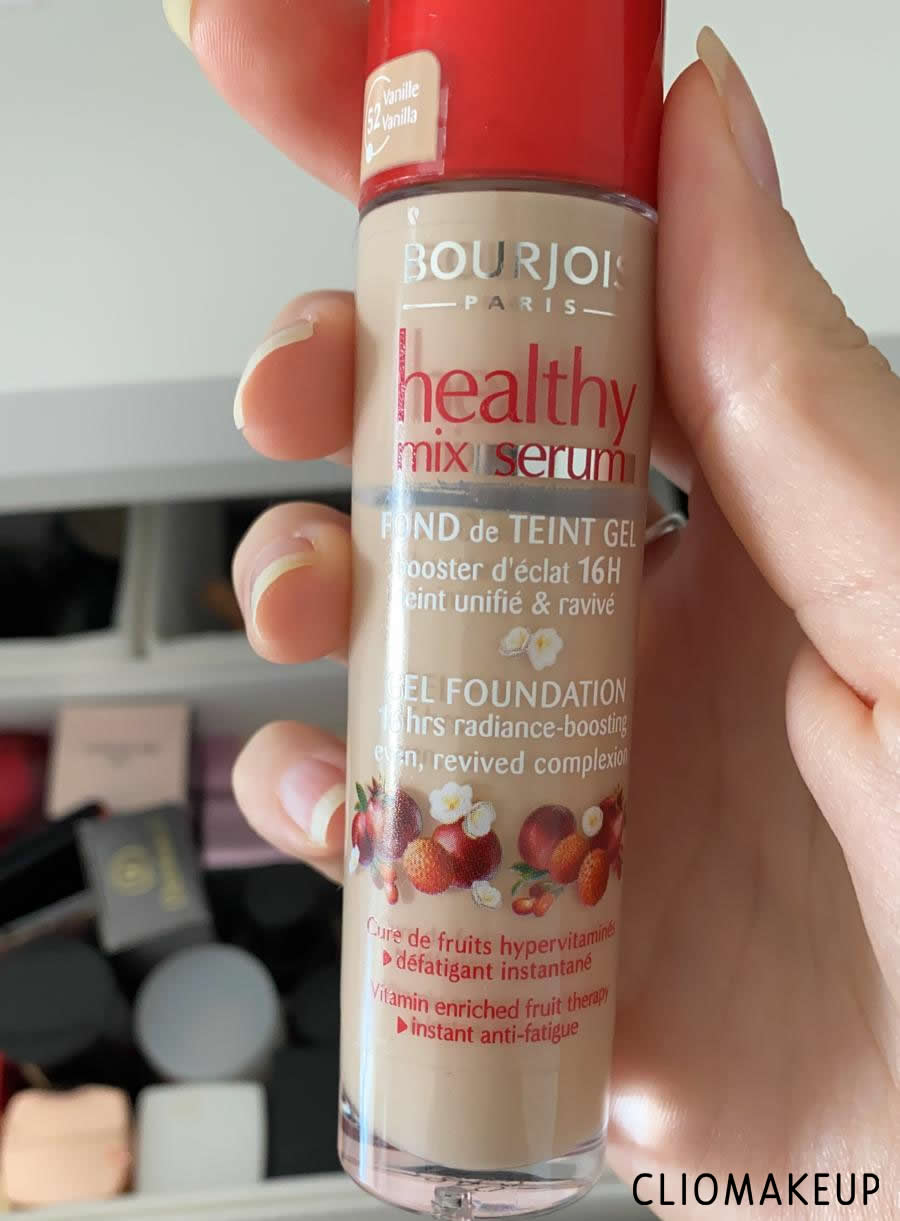 52 Vanille
Vanilla
BOURJOIS
PARIS
healthy
mix serum
FOND de TEINT GEL
booster d'éclat 16H
teint unifié & ravivé
GEL FOUNDATION
16hrs radiance-boosting
even, revived complexion
Cure de fruits hypervitaminés
défatigant instantané
Vitamin enriched fruit therapy
instant anti-fatigue
CLIOMAKEUP